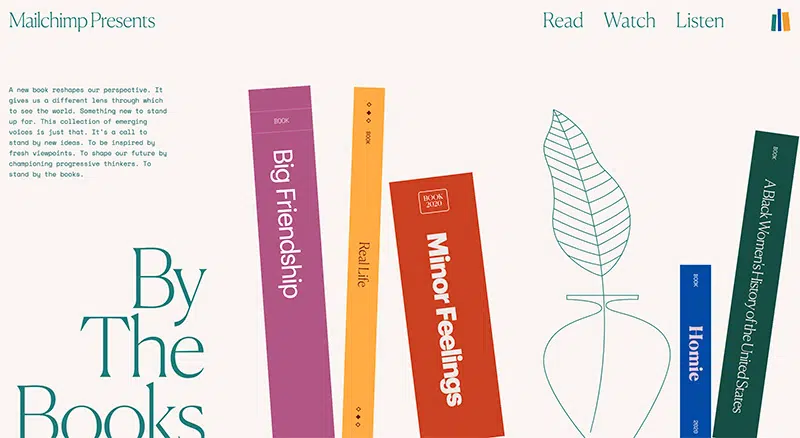 Mailchimp Presents
Read Watch Listen
A new book reshapes our perspective. It
gives us a different lens through which
to see the world. Something new to stand
up for. This collection of emerging
voices is just that. It's a call to
stand by new ideas. To be inspired by
fresh viewpoints. To shape our future by
championing progressive thinkers. To
stand by the books.
By
The
Books
BOOK
Big Friendship
BOOK
Real Life
BOOK
2020
Minor Feelings
BOOK
Homie
2020
BOOK
A Black Women's History of the United States